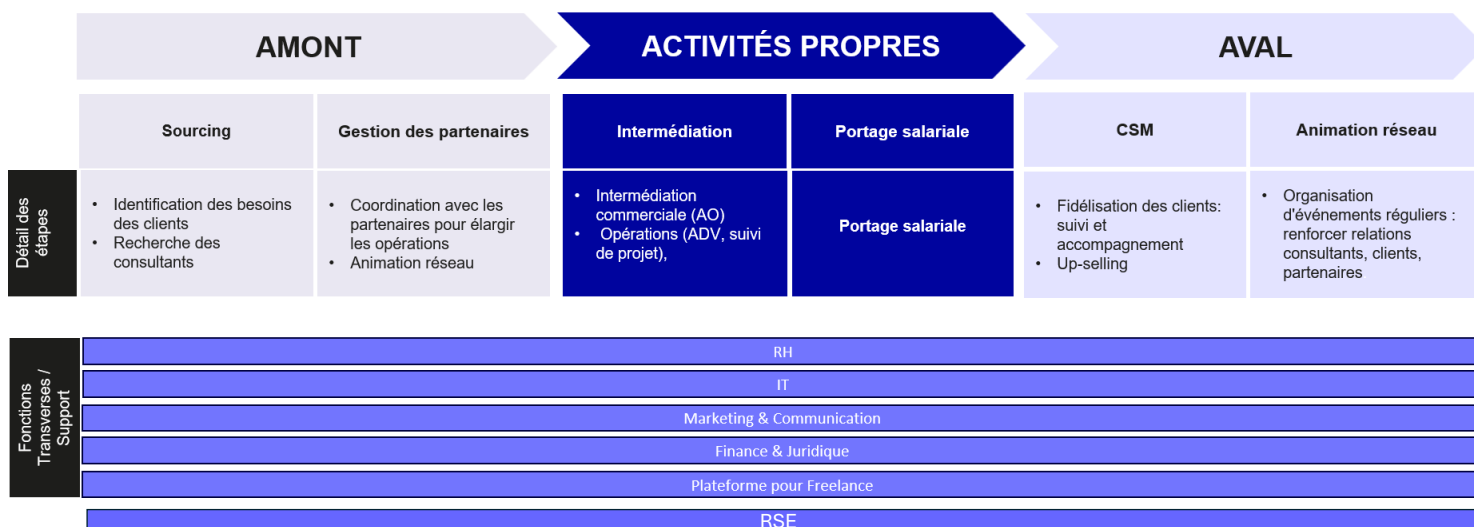 AMONT
ACTIVITÉS PROPRES
AVAL
Sourcing
Gestion des partenaires
Intermédiation
Portage salariale
CSM
Animation réseau
Détail des
étapes
• Identification des besoins
des clients
• Recherche des
consultants
• Coordination avec les
partenaires pour élargir
les opérations
• Animation réseau
• Intermédiation
commerciale (AO)
• Opérations (ADV, suivi
de projet),
Portage salariale
• Fidélisation des clients:
suivi et
accompagnement
• Up-selling
• Organisation
d'événements réguliers :
renforcer relations
consultants, clients,
partenaires
Fonctions
Transverses /
Support
RH
IT
Marketing & Communication
Finance & Juridique
Plateforme pour Freelance
RSE